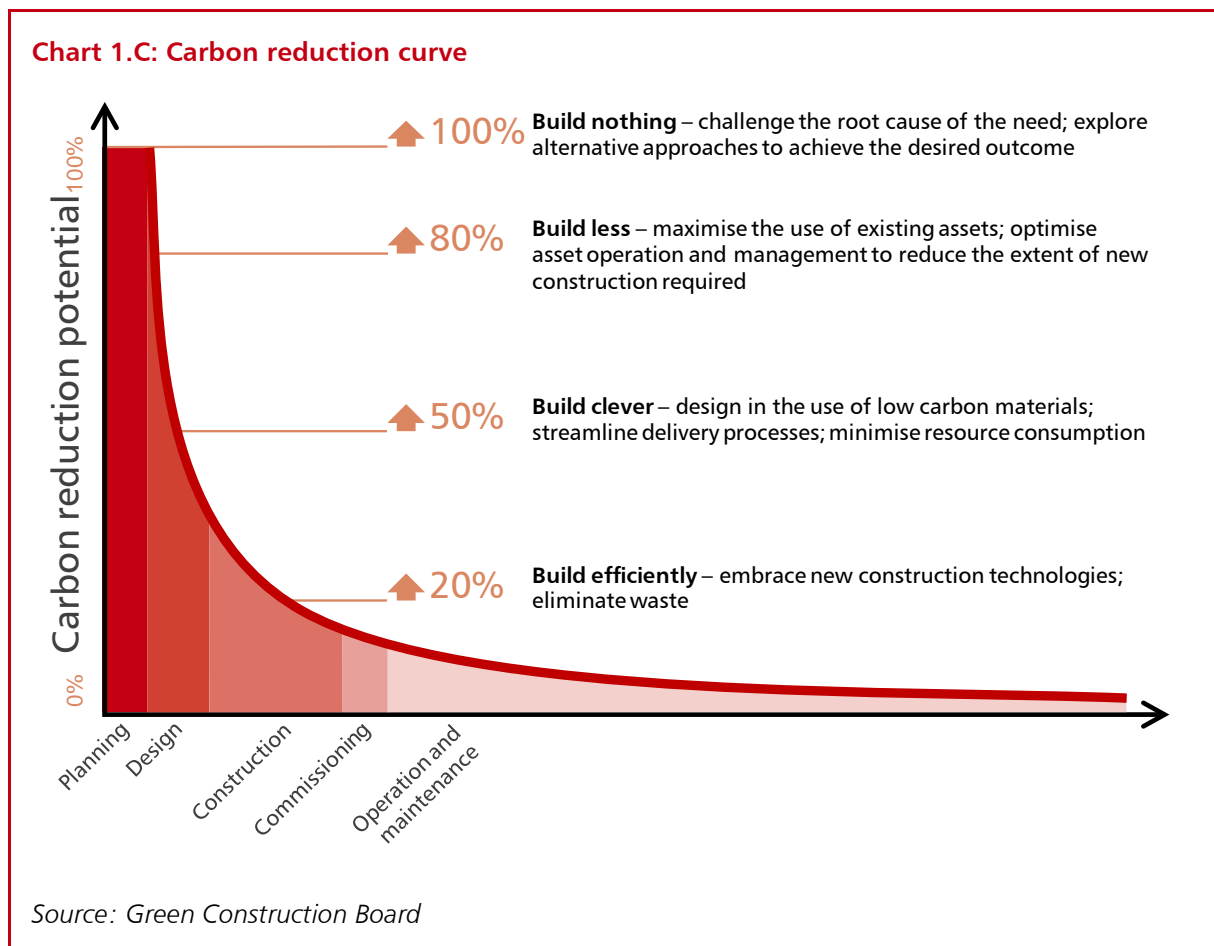 Chart 1.C: Carbon reduction curve
100%
Build nothing – challenge the root cause of the need; explore
alternative approaches to achieve the desired outcome
80%
Build less – maximise the use of existing assets; optimise
asset operation and management to reduce the extent of new
construction required
50%
Build clever – design in the use of low carbon materials;
streamline delivery processes; minimise resource consumption
20%
Build efficiently – embrace new construction technologies;
eliminate waste
Carbon reduction potential
100%
0%
Planning
Design
Construction
Commissioning
Operation and
maintenance
Source: Green Construction Board